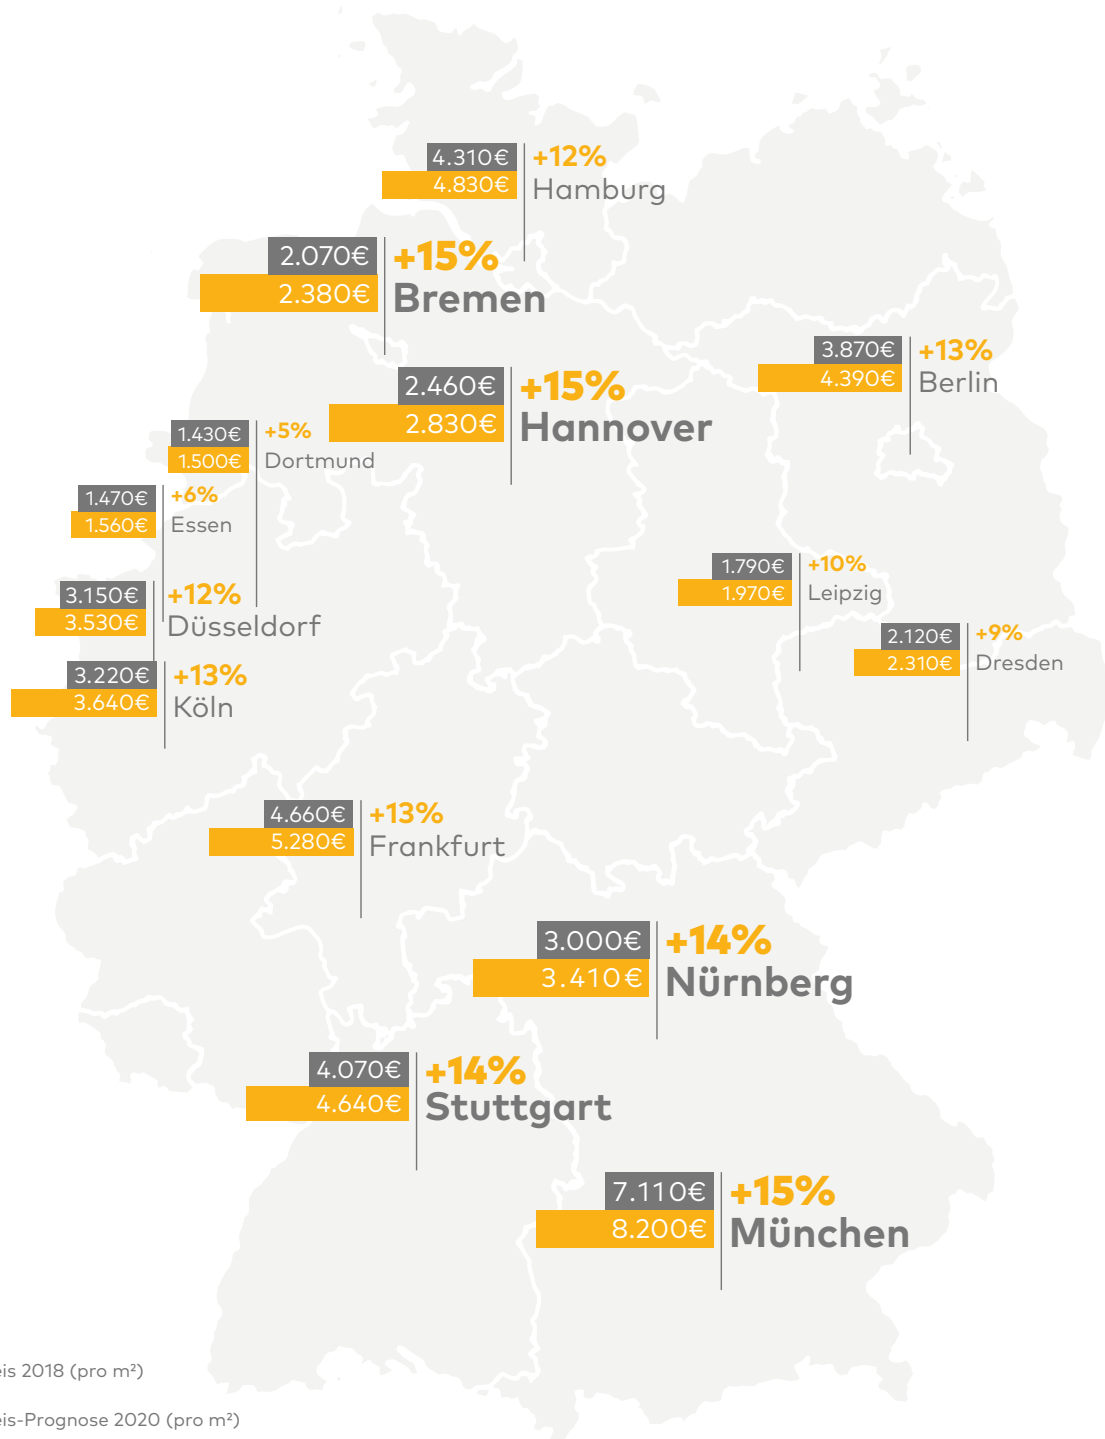 4.310€
4.830€
+12%
Hamburg
2.070€
2.380€
+15%
Bremen
3.870€
4.390€
+13%
Berlin
2.460€
2.830€
+15%
Hannover
1.430€
1.500€
+5%
Dortmund
1.470€
1.560€
+6%
Essen
1.790€
1.970€
+10%
Leipzig
3.150€
3.530€
+12%
Düsseldorf
2.120€
2.310€
+9%
Dresden
3.220€
3.640€
+13%
Köln
4.660€
5.280€
+13%
Frankfurt
3.000€
3.410€
+14%
Nürnberg
4.070€
4.640€
+14%
Stuttgart
7.110€
8.200€
+15%
München
eis 2018 (pro m²)
eis-Prognose 2020 (pro m²)